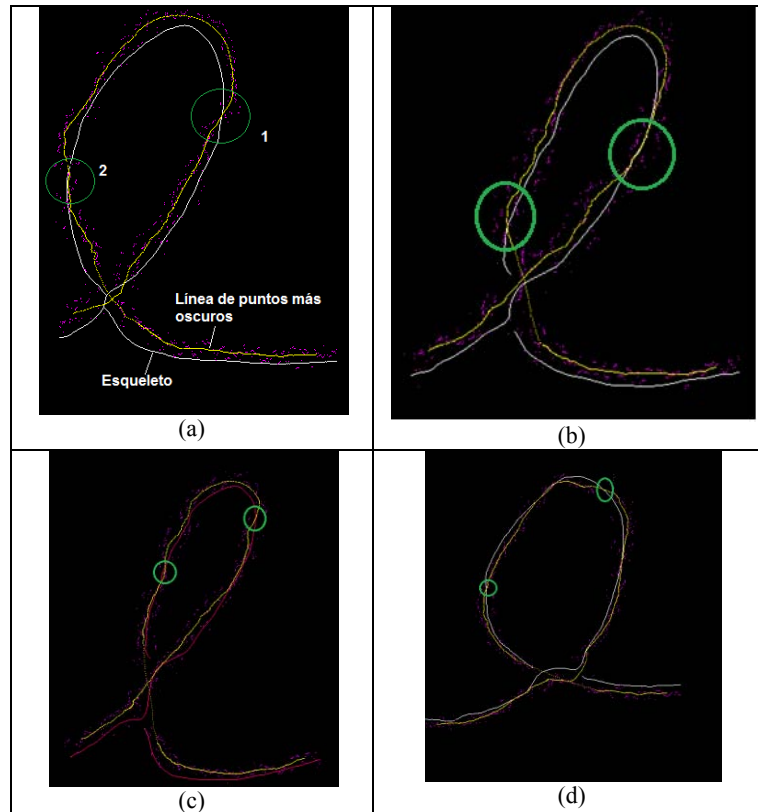 1
2
Línea de puntos más
oscuros
Esqueleto
(a)
(b)
(c)
(d)